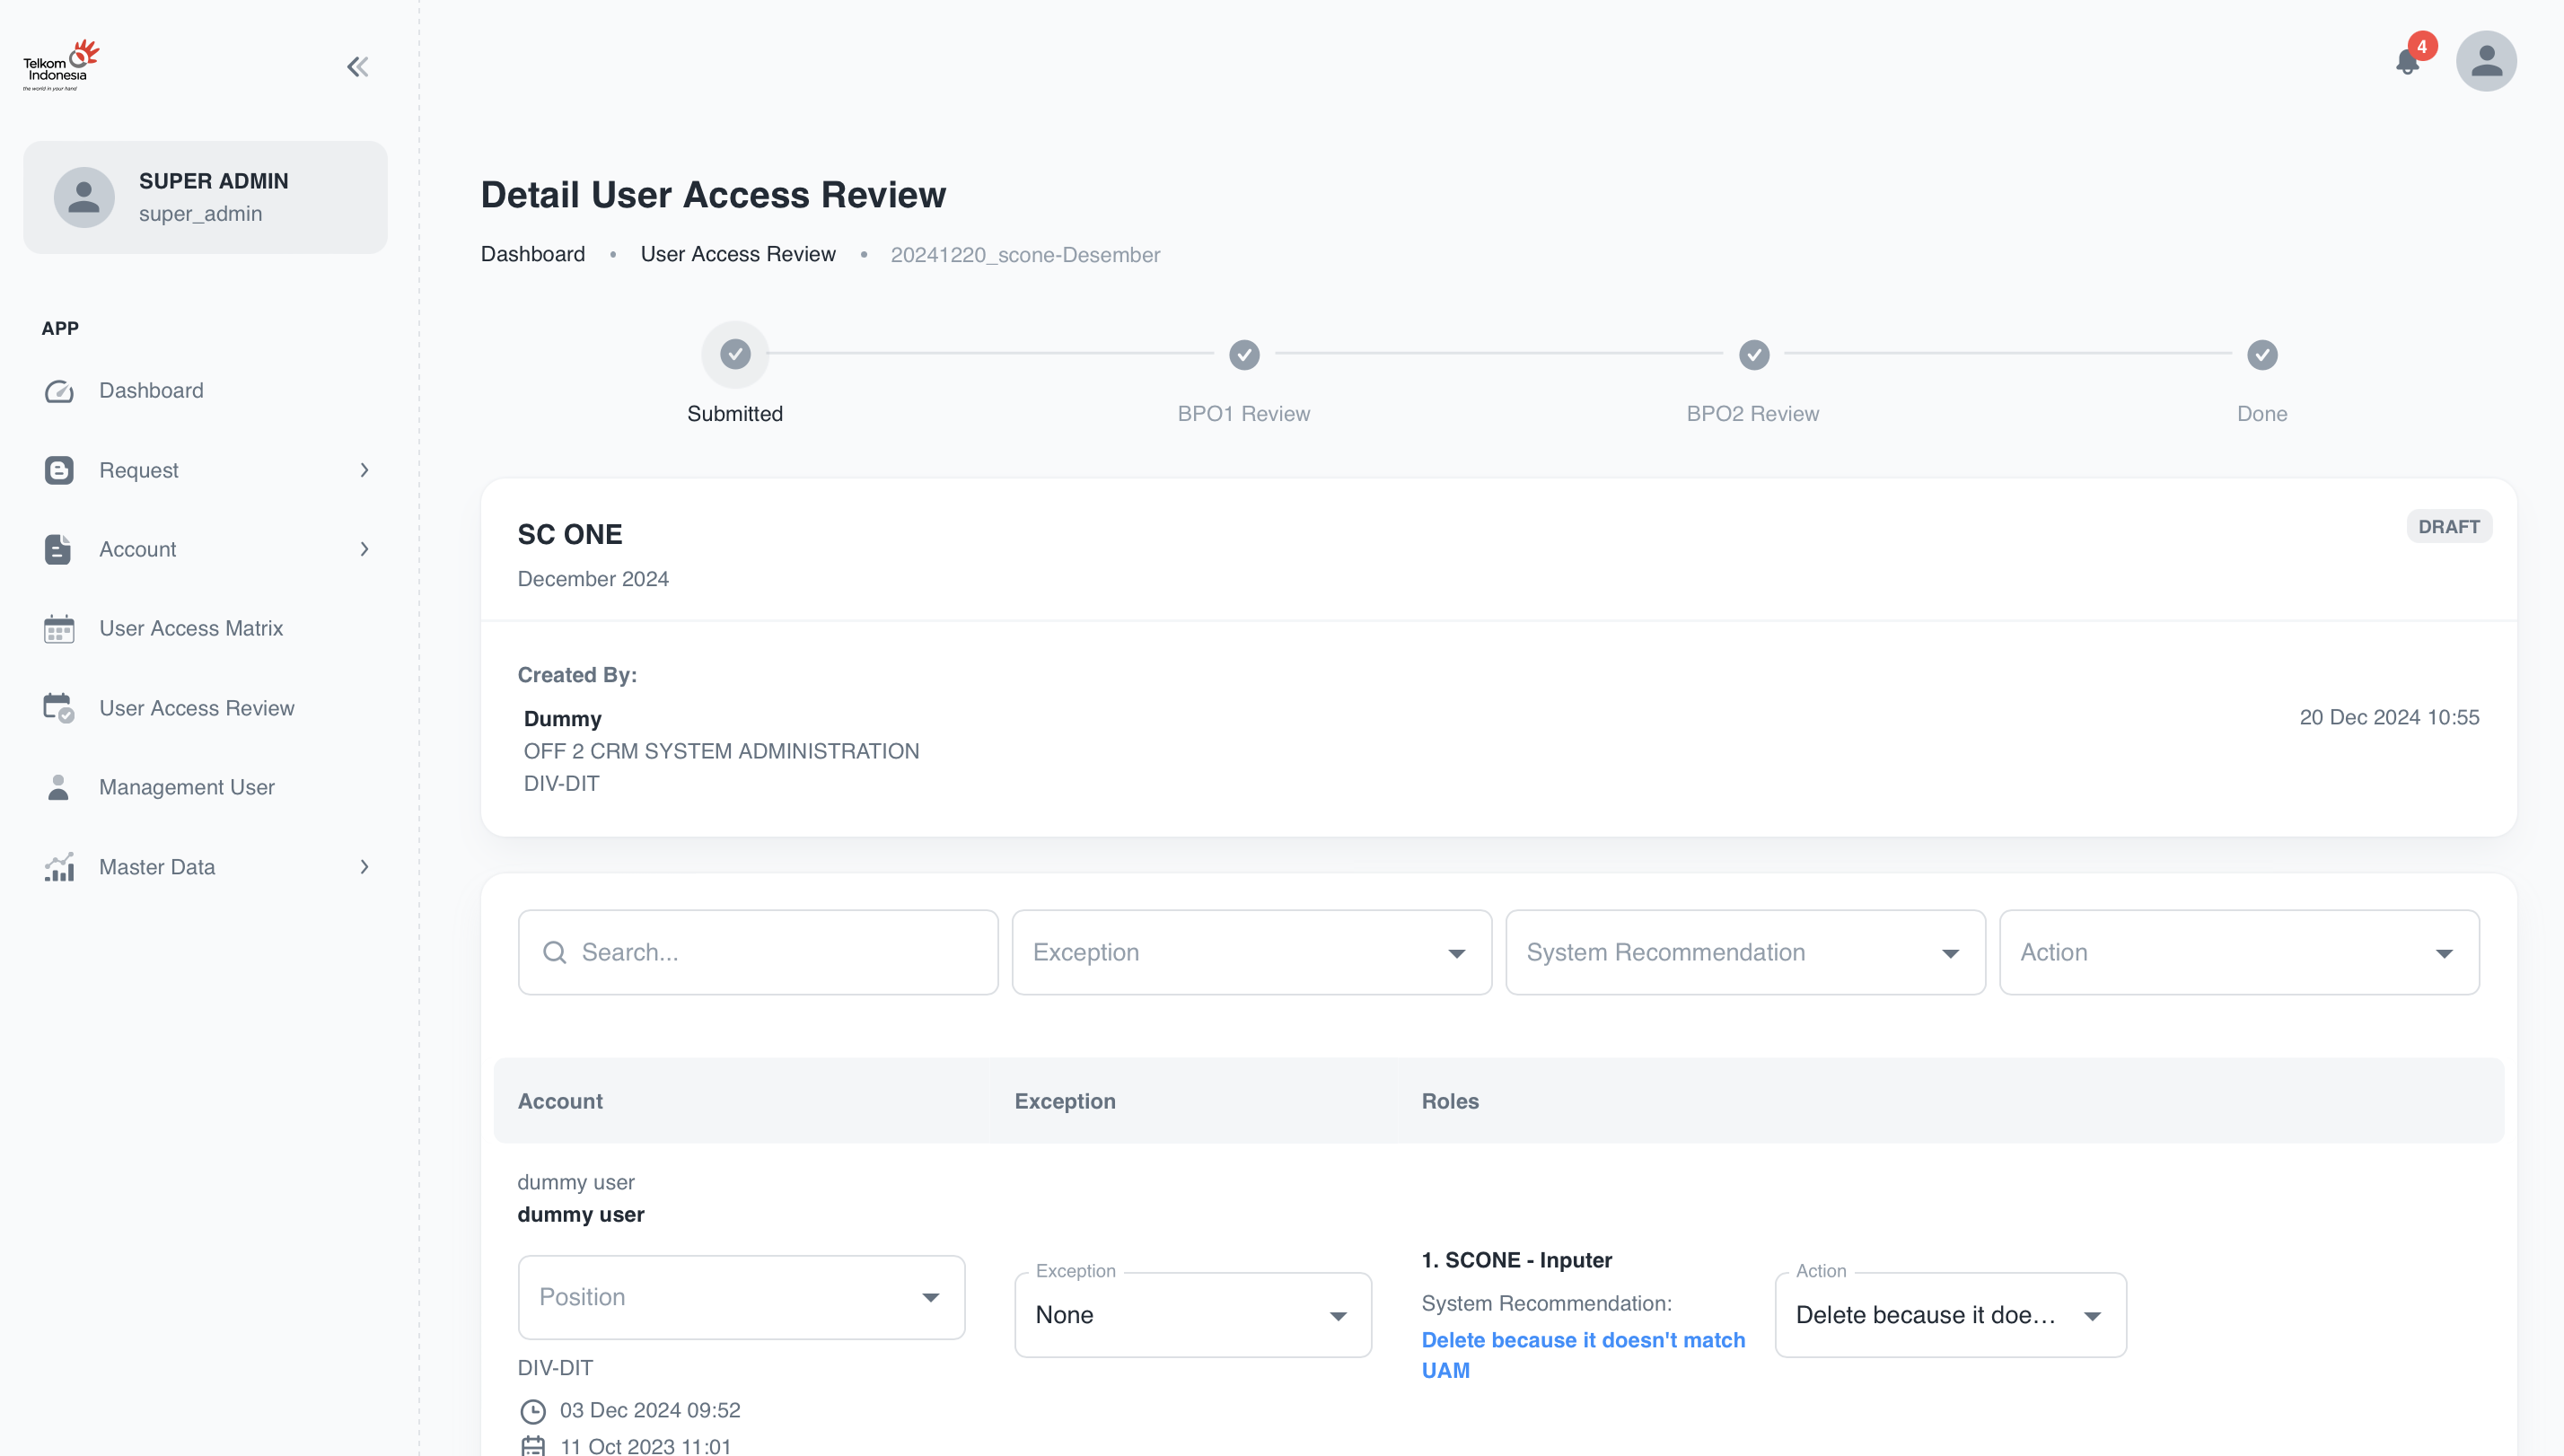 Telkom
Indonesia
the world in your hand
SUPER ADMIN
super_admin
APP
Dashboard
Request
Account
User Access Matrix
User Access Review
Management User
Master Data
4
Detail User Access Review
Dashboard • User Access Review • 20241220_scone-Desember
Submitted
BPO1 Review
BPO2 Review
Done
SC ONE
DRAFT
December 2024
Created By:
Dummy
20 Dec 2024 10:55
OFF 2 CRM SYSTEM ADMINISTRATION
DIV-DIT
Search...
Exception
System Recommendation
Action
Account
Exception
Roles
dummy user
dummy user
Position
DIV-DIT
03 Dec 2024 09:52
11 Oct 2023 11:01
Exception
None
1. SCONE - Inputer
System Recommendation:
Delete because it doesn't match
UAM
Action
Delete because it doe...